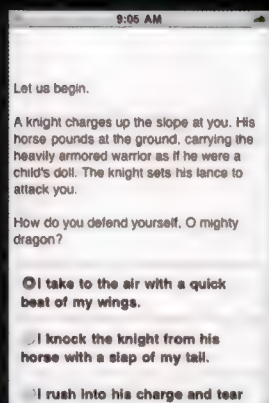 9:05 AM
Let us begin.
A knight charges up the slope at you. His
horse pounds at the ground, carrying the
heavily armored warrior as if he were a
child's doll. The knight sets his lance to
attack you.
How do you defend yourself, O mighty
dragon?
I take to the air with a quick
beat of my wings.
I knock the knight from his
horse with a slap of my tail.
I rush into his charge and tear